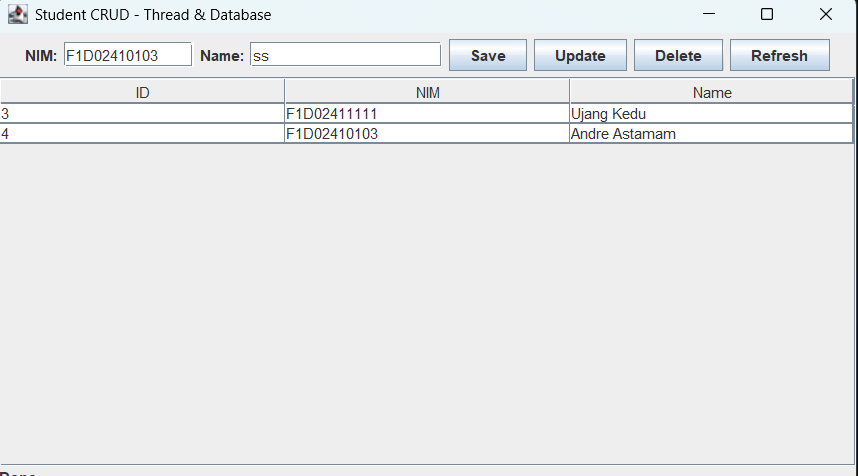 Student CRUD - Thread & Database
NIM: F1D02410103 Name: ss Save Update Delete Refresh
ID NIM Name
3 F1D02411111 Ujang Kedu
4 F1D02410103 Andre Astamam